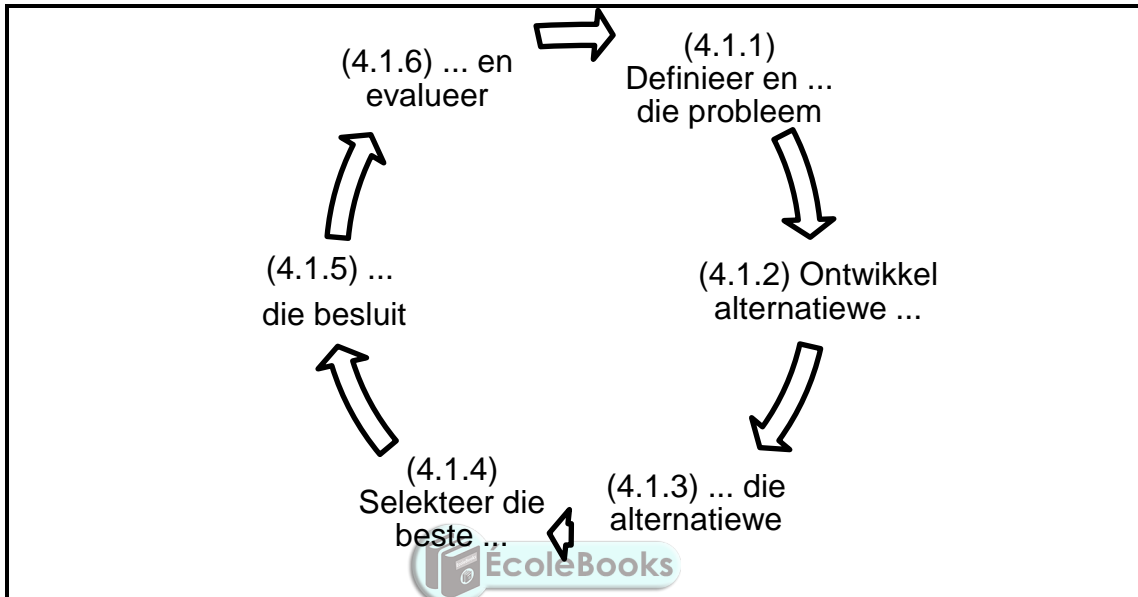 (4.1.1)
Definieer en ...
die probleem
(4.1.2) Ontwikkel
alternatiewe ...
(4.1.3) ... die
alternatiewe
(4.1.4)
Selekteer die
beste ...
(4.1.5) ...
die besluit
(4.1.6) ... en
evalueer
ÉcoleBooks